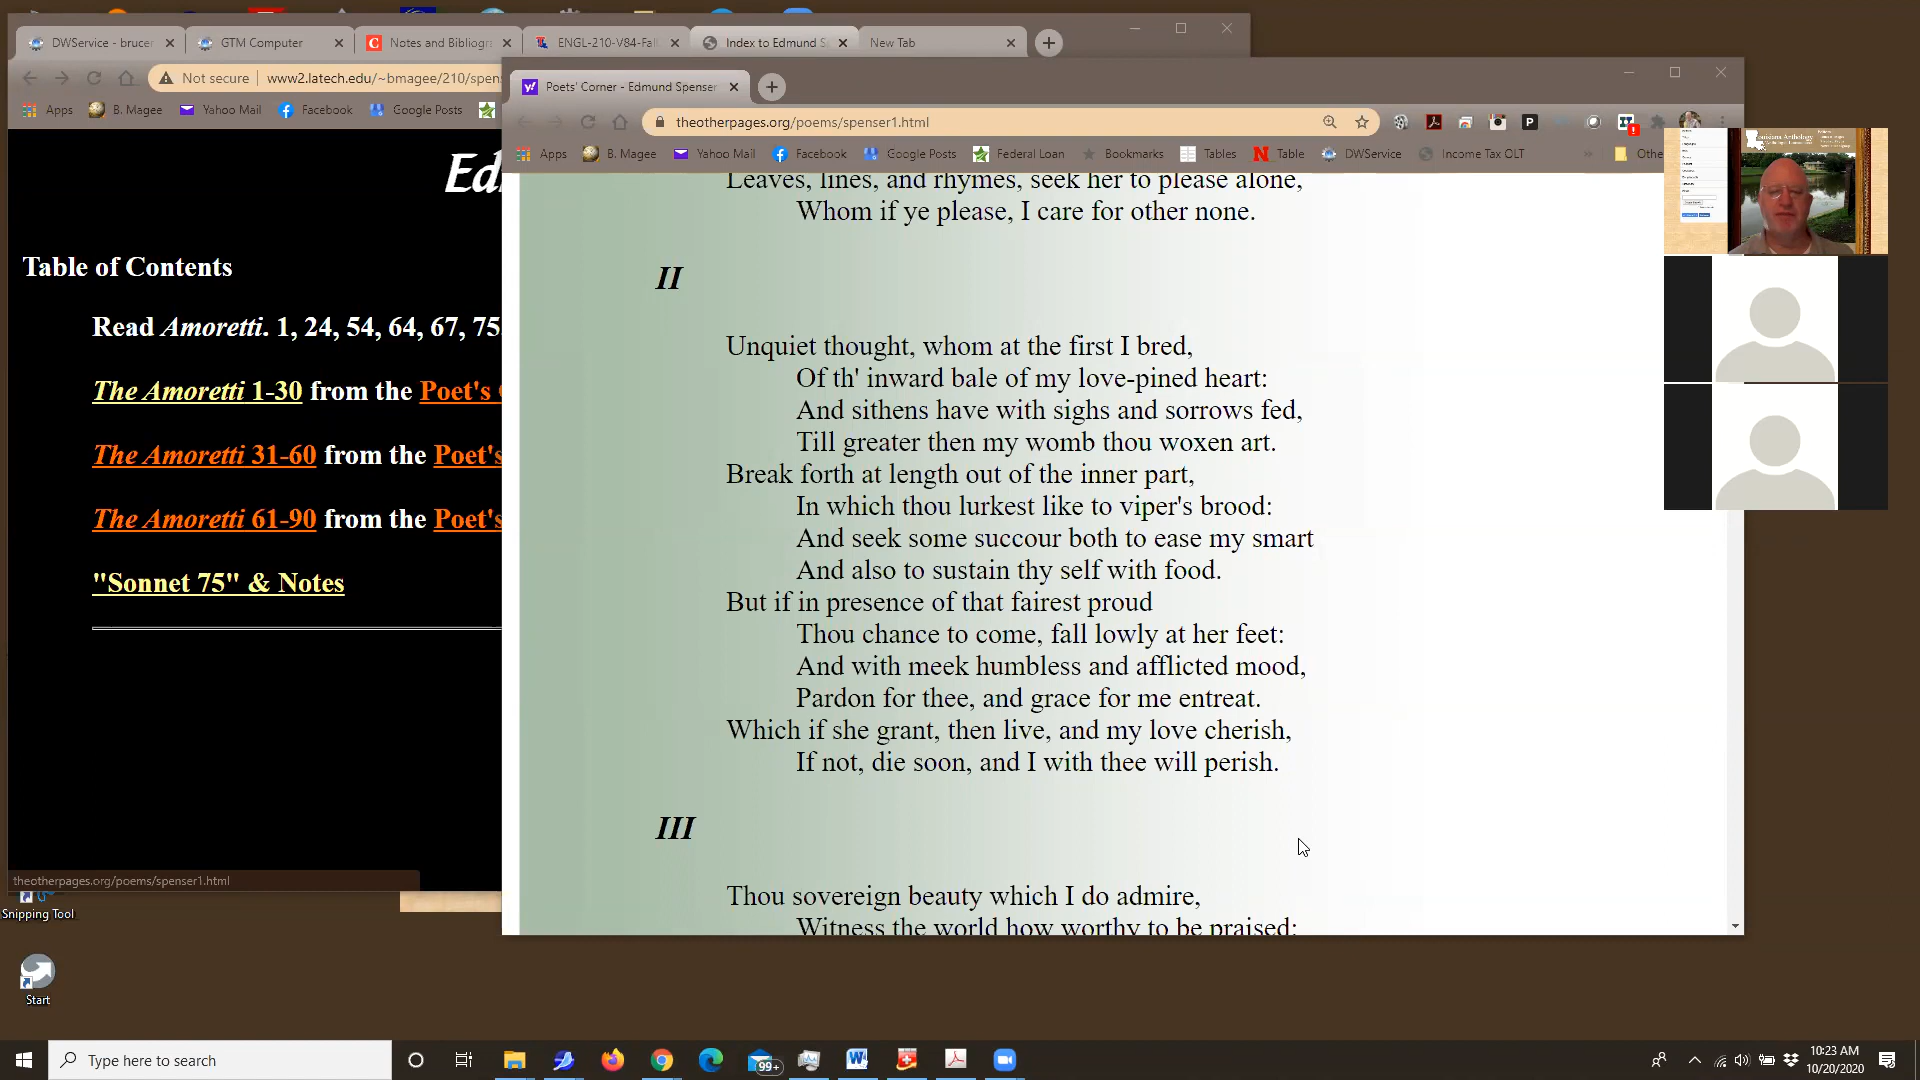 DWService - brucer
GTM Computer
Notes and Bibliogr
ENGL-210-V84-Fal
Index to Edmund S
New Tab
Not secure
www2.latech.edu/~bmagee/210/spen
Apps
B. Magee
Yahoo Mail
Facebook
Google Posts
Table of Contents
Read Amoretti. 1, 24, 54, 64, 67, 75
The Amoretti 1-30 from the Poet's
The Amoretti 31-60 from the Poet's
The Amoretti 61-90 from the Poet's
"Sonnet 75" & Notes
theotherpages.org/poems/spenser1.html
Poets' Corner - Edmund Spenser
theotherpages.org/poems/spenser1.html
Apps
B. Magee
Yahoo Mail
Facebook
Google Posts
Federal Loan
Bookmarks
Tables
Table
DWService
Income Tax OLT
Othe
Leaves, lines, and rhymes, seek her to please alone,
Whom if ye please, I care for other none.
II
Unquiet thought, whom at the first I bred,
Of th' inward bale of my love-pined heart:
And sithens have with sighs and sorrows fed,
Till greater then my womb thou woxen art.
Break forth at length out of the inner part,
In which thou lurkest like to viper's brood:
And seek some succour both to ease my smart
And also to sustain thy self with food.
But if in presence of that fairest proud
Thou chance to come, fall lowly at her feet:
And with meek humbless and afflicted mood,
Pardon for thee, and grace for me entreat.
Which if she grant, then live, and my love cherish,
If not, die soon, and I with thee will perish.
III
Thou sovereign beauty which I do admire,
Witness the world how worthy to be praised:
Snipping Tool
Start
Type here to search
99+
10:23 AM
10/20/2020